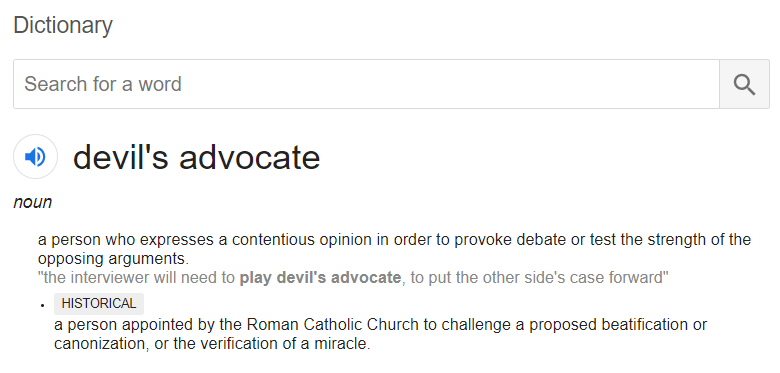 Dictionary
Search for a word
devil's advocate
noun
a person who expresses a contentious opinion in order to provoke debate or test the strength of the
opposing arguments.
"the interviewer will need to play devil's advocate, to put the other side's case forward"
• HISTORICAL
a person appointed by the Roman Catholic Church to challenge a proposed beatification or
canonization, or the verification of a miracle.